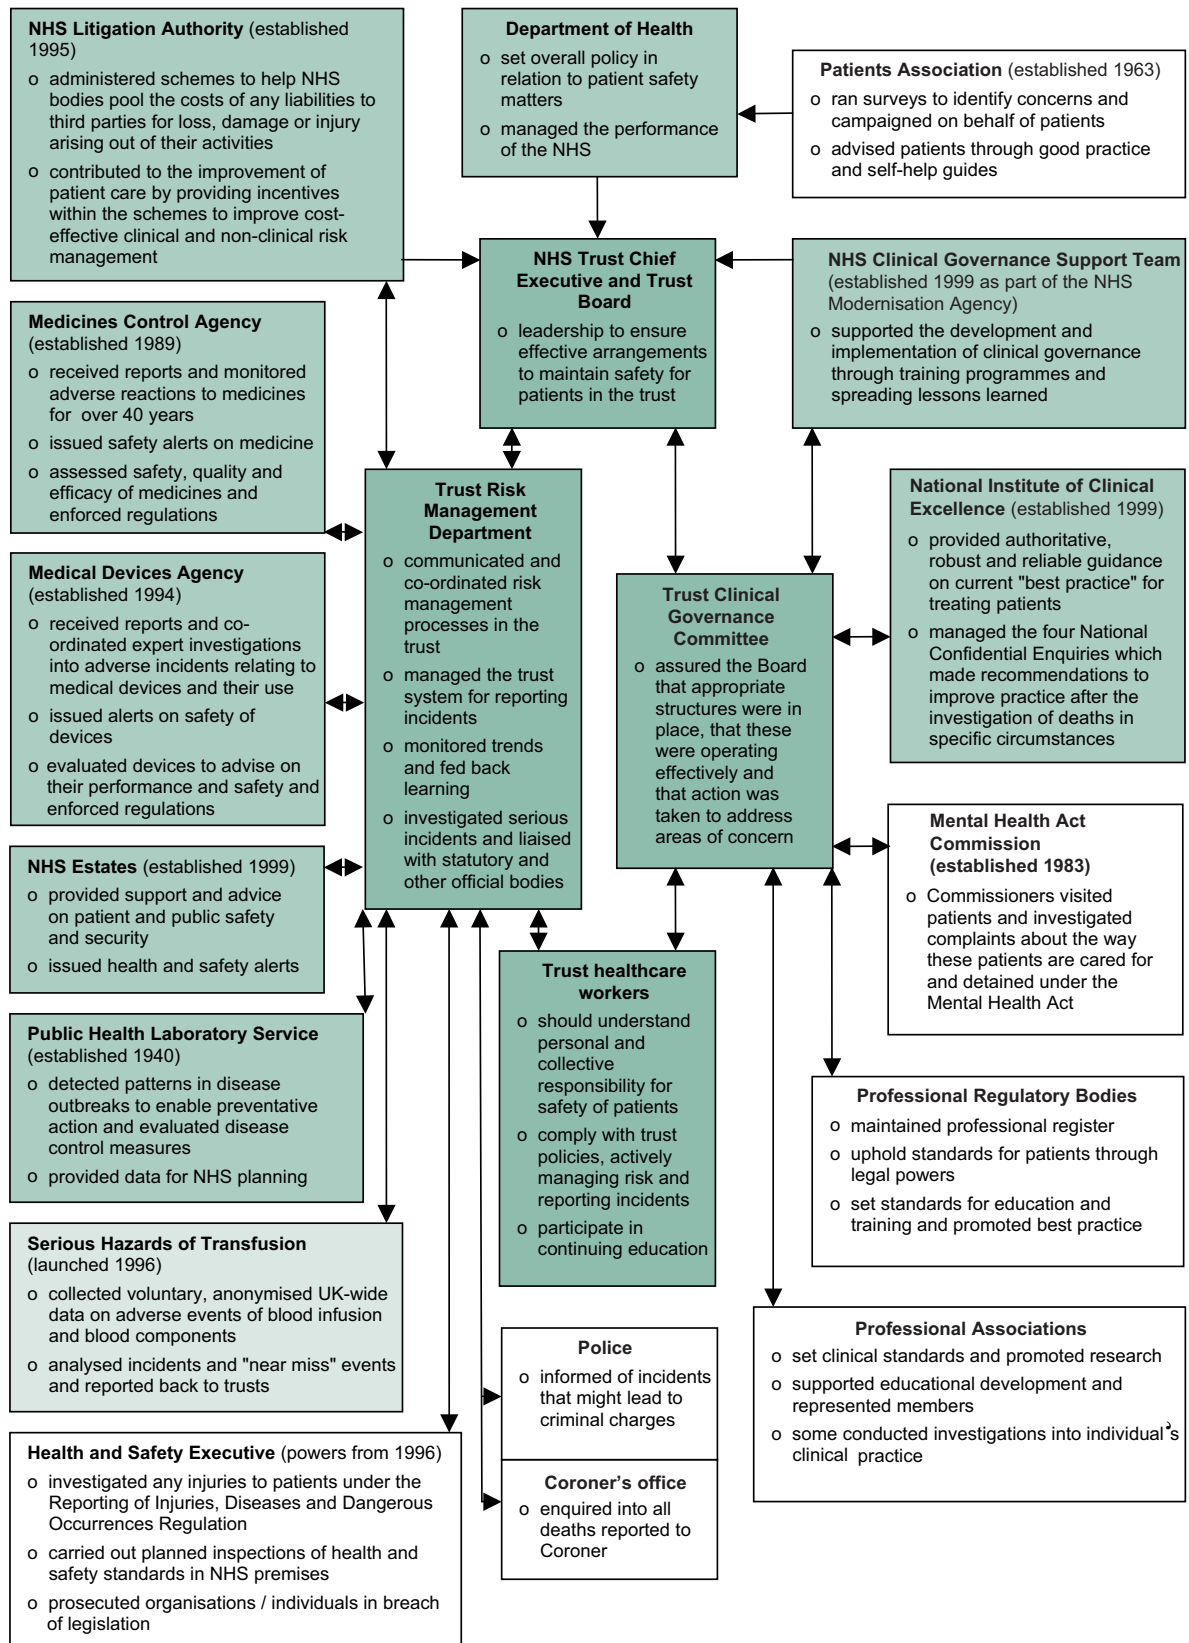 NHS Litigation Authority (established
1995)
o administered schemes to help NHS
bodies pool the costs of any liabilities to
third parties for loss, damage or injury
arising out of their activities
o contributed to the improvement of
patient care by providing incentives
within the schemes to improve cost-
effective clinical and non-clinical risk
management
Department of Health
o set overall policy in
relation to patient safety
matters
o managed the performance
of the NHS
Patients Association (established 1963)
o ran surveys to identify concerns and
campaigned on behalf of patients
o advised patients through good practice
and self-help guides
NHS Trust Chief
Executive and Trust
Board
o leadership to ensure
effective arrangements
to maintain safety for
patients in the trust
NHS Clinical Governance Support Team
(established 1999 as part of the NHS
Modernisation Agency)
o supported the development and
implementation of clinical governance
through training programmes and
spreading lessons learned
Medicines Control Agency
(established 1989)
o received reports and monitored
adverse reactions to medicines
for over 40 years
o issued safety alerts on medicine
o assessed safety, quality and
efficacy of medicines and
enforced regulations
Trust Risk
Management
Department
o communicated and
co-ordinated risk
management
processes in the
trust
o managed the trust
system for reporting
incidents
o monitored trends
and fed back
learning
o investigated serious
incidents and liaised
with statutory and
other official bodies
National Institute of Clinical
Excellence (established 1999)
o provided authoritative,
robust and reliable guidance
on current "best practice" for
treating patients
o managed the four National
Confidential Enquiries which
made recommendations to
improve practice after the
investigation of deaths in
specific circumstances
Medical Devices Agency
(established 1994)
o received reports and co-
ordinated expert investigations
into adverse incidents relating to
medical devices and their use
o issued alerts on safety of
devices
o evaluated devices to advise on
their performance and safety and
enforced regulations
Trust Clinical
Governance
Committee
o assured the Board
that appropriate
structures were in
place, that these
were operating
effectively and
that action was
taken to address
areas of concern
Mental Health Act
Commission
(established 1983)
o Commissioners visited
patients and investigated
complaints about the way
these patients are cared for
and detained under the
Mental Health Act
NHS Estates (established 1999)
o provided support and advice
on patient and public safety
and security
o issued health and safety alerts
Trust healthcare
workers
o should understand
personal and
collective
responsibility for
safety of patients
o comply with trust
policies, actively
managing risk and
reporting incidents
o participate in
continuing education
Public Health Laboratory Service
(established 1940)
o detected patterns in disease
outbreaks to enable preventative
action and evaluated disease
control measures
o provided data for NHS planning
Professional Regulatory Bodies
o maintained professional register
o uphold standards for patients through
legal powers
o set standards for education and
training and promoted best practice
Serious Hazards of Transfusion
(launched 1996)
o collected voluntary, anonymised UK-wide
data on adverse events of blood infusion
and blood components
o analysed incidents and "near miss" events
and reported back to trusts
Police
o informed of incidents
that might lead to
criminal charges
Professional Associations
o set clinical standards and promoted research
o supported educational development and
represented members
o some conducted investigations into individual's
clinical practice
Health and Safety Executive (powers from 1996)
o investigated any injuries to patients under the
Reporting of Injuries, Diseases and Dangerous
Occurrences Regulation
o carried out planned inspections of health and
safety standards in NHS premises
o prosecuted organisations / individuals in breach
of legislation
Coroner's office
o enquired into all
deaths reported to
Coroner